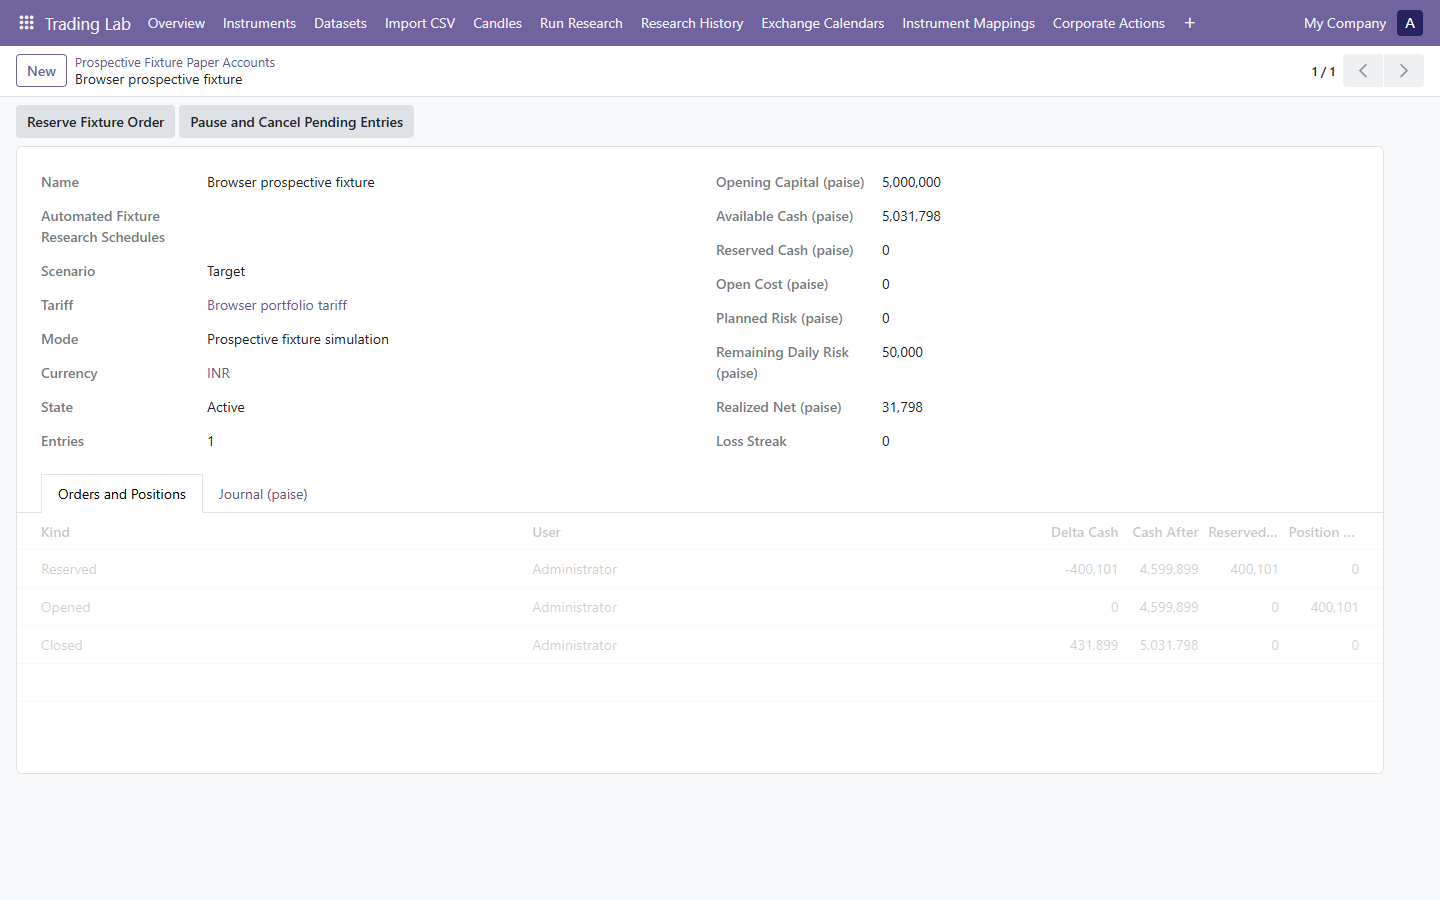 Trading Lab Overview Instruments Datasets Import CSV Candles Run Research Research History Exchange Calendars Instrument Mappings Corporate Actions + My Company A
New Prospective Fixture Paper Accounts
Browser prospective fixture
1 / 1
Reserve Fixture Order Pause and Cancel Pending Entries
Name Browser prospective fixture
Automated Fixture
Research Schedules
Scenario Target
Tariff Browser portfolio tariff
Mode Prospective fixture simulation
Currency INR
State Active
Entries 1
Opening Capital (paise) 5,000,000
Available Cash (paise) 5,031,798
Reserved Cash (paise) 0
Open Cost (paise) 0
Planned Risk (paise) 0
Remaining Daily Risk 50,000
(paise)
Realized Net (paise) 31,798
Loss Streak 0
Orders and Positions Journal (paise)
Kind User Delta Cash Cash After Reserved... Position ...
Reserved Administrator -400,101 4,599,899 400,101 0
Opened Administrator 0 4,599,899 0 400,101
Closed Administrator 431,899 5,031,798 0 0